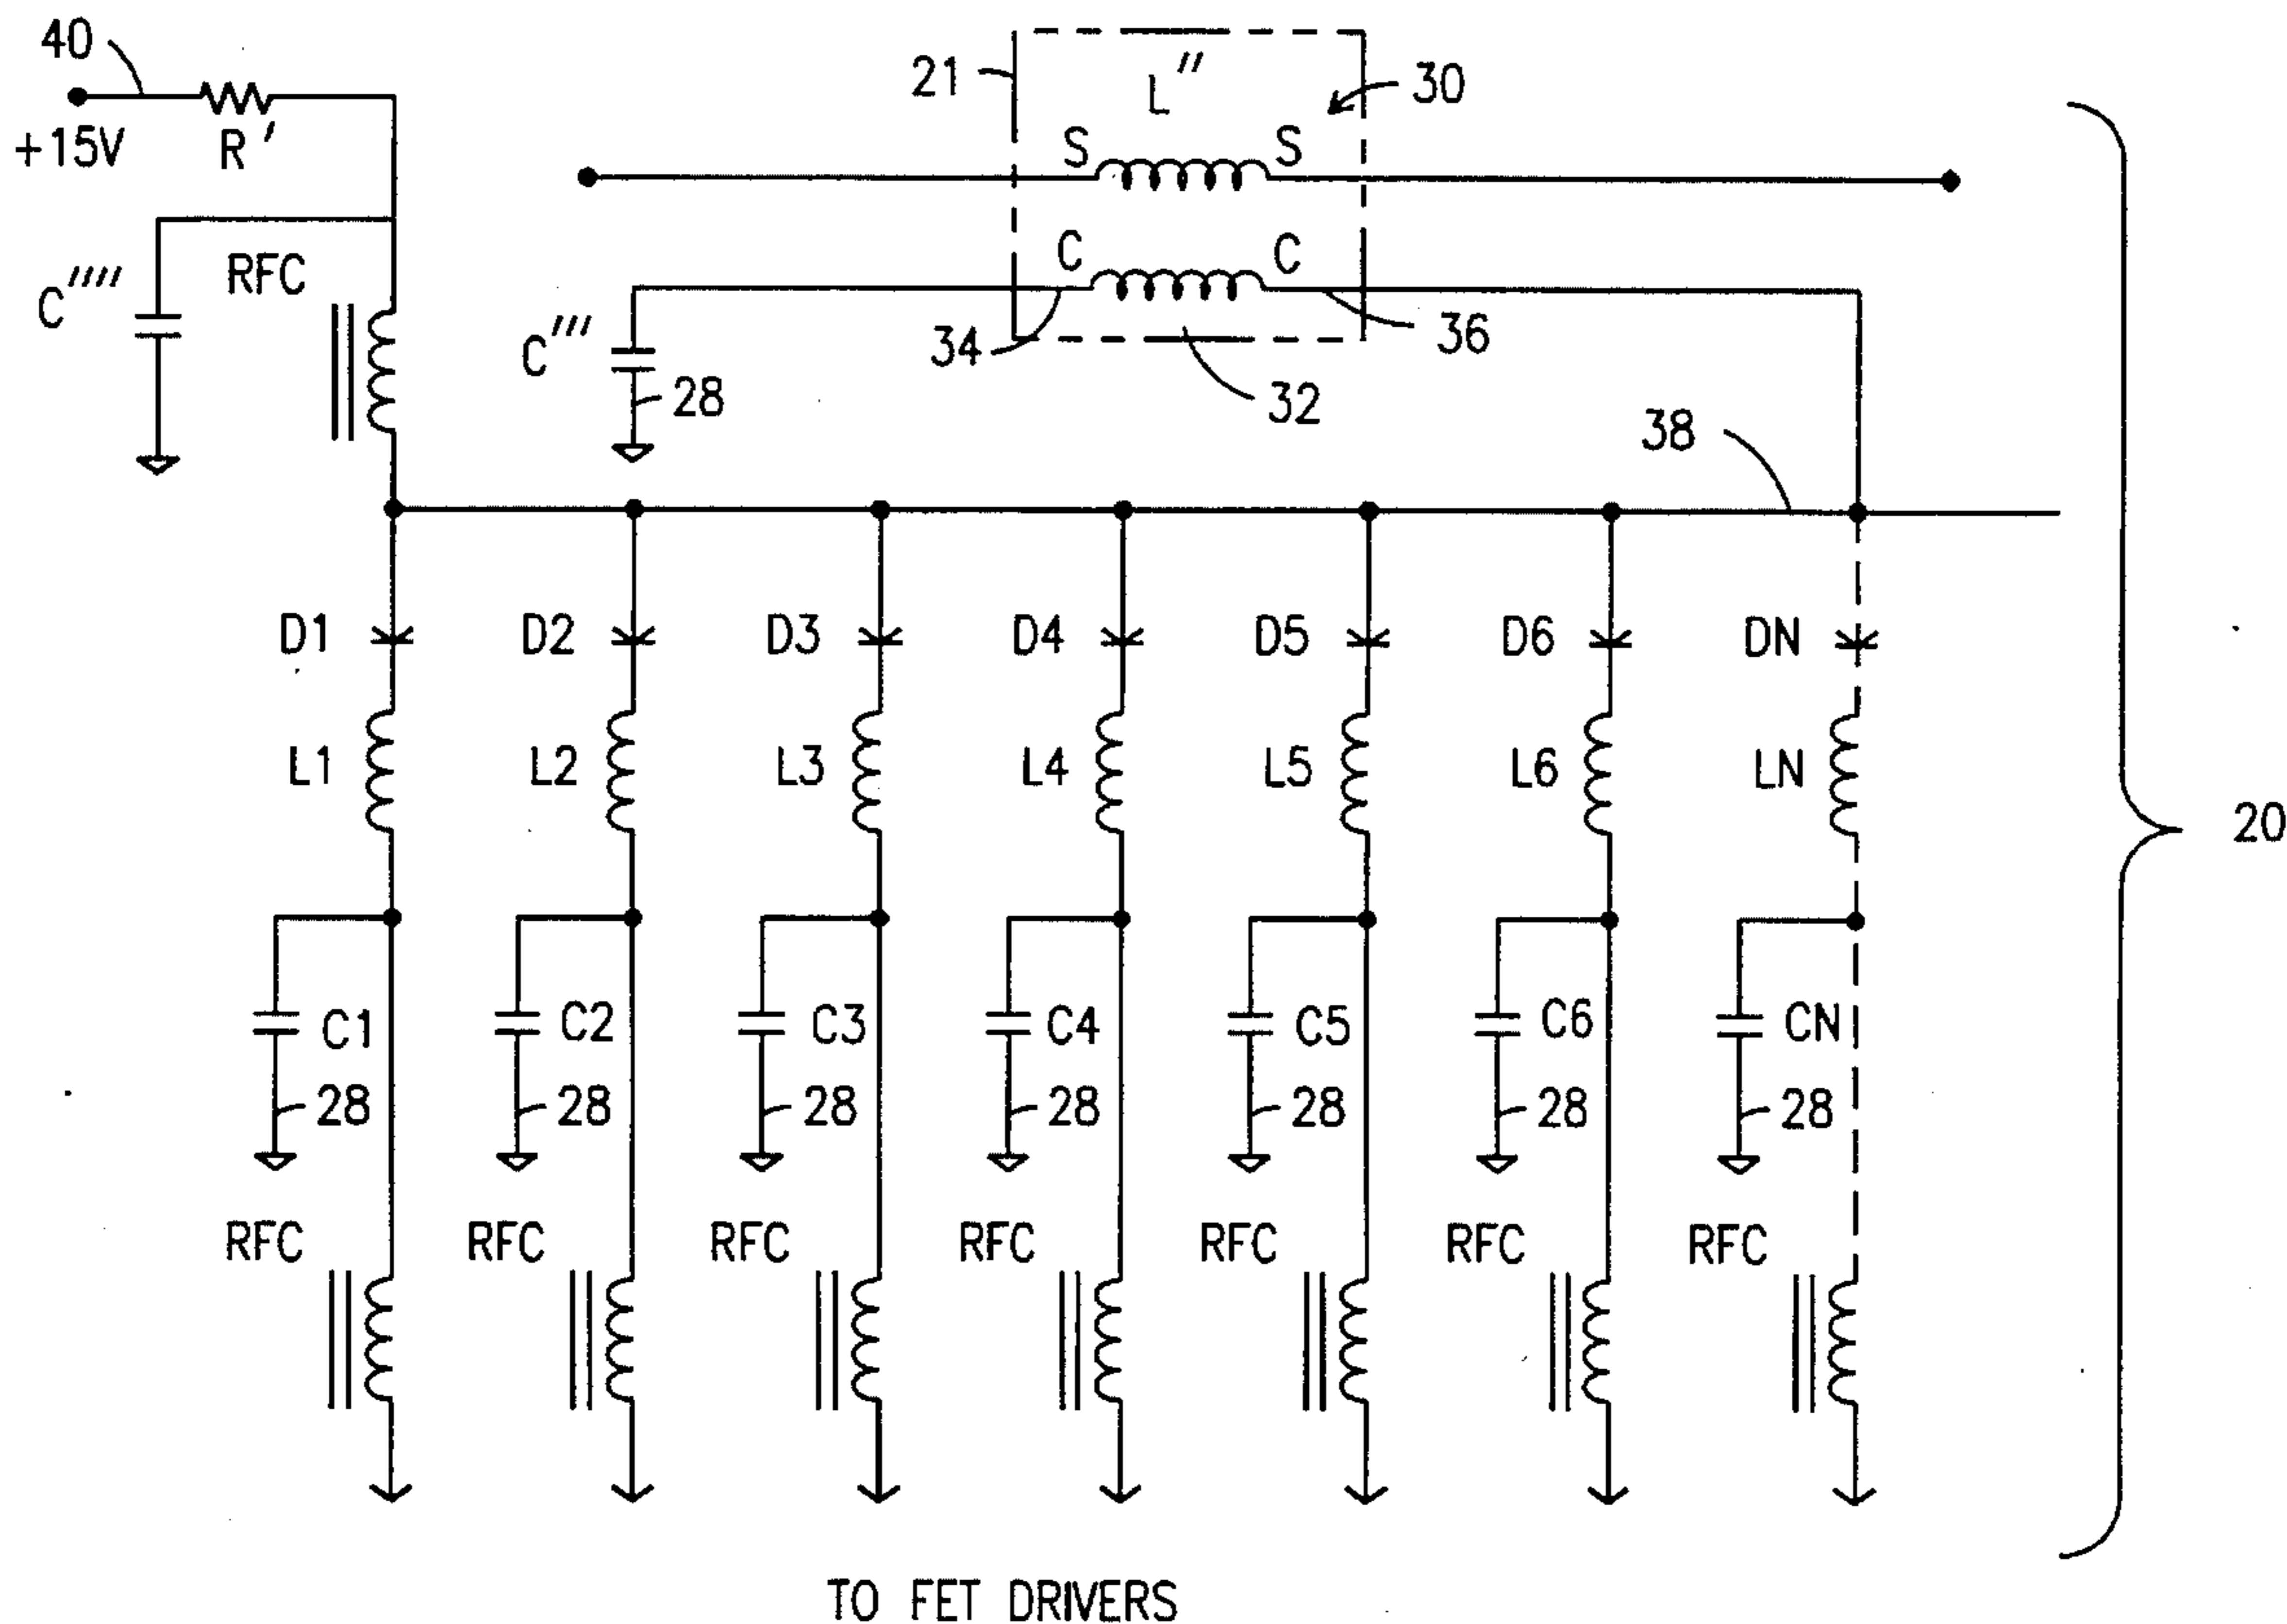 40
+15V R'
21 L" 30
S S
C C
C"" RFC
C''' 28
34 32 36
38
D1 D2 D3 D4 D5 D6 DN
L1 L2 L3 L4 L5 L6 LN
20
C1 C2 C3 C4 C5 C6 CN
28 28 28 28 28 28 28
RFC RFC RFC RFC RFC RFC RFC
TO FET DRIVERS